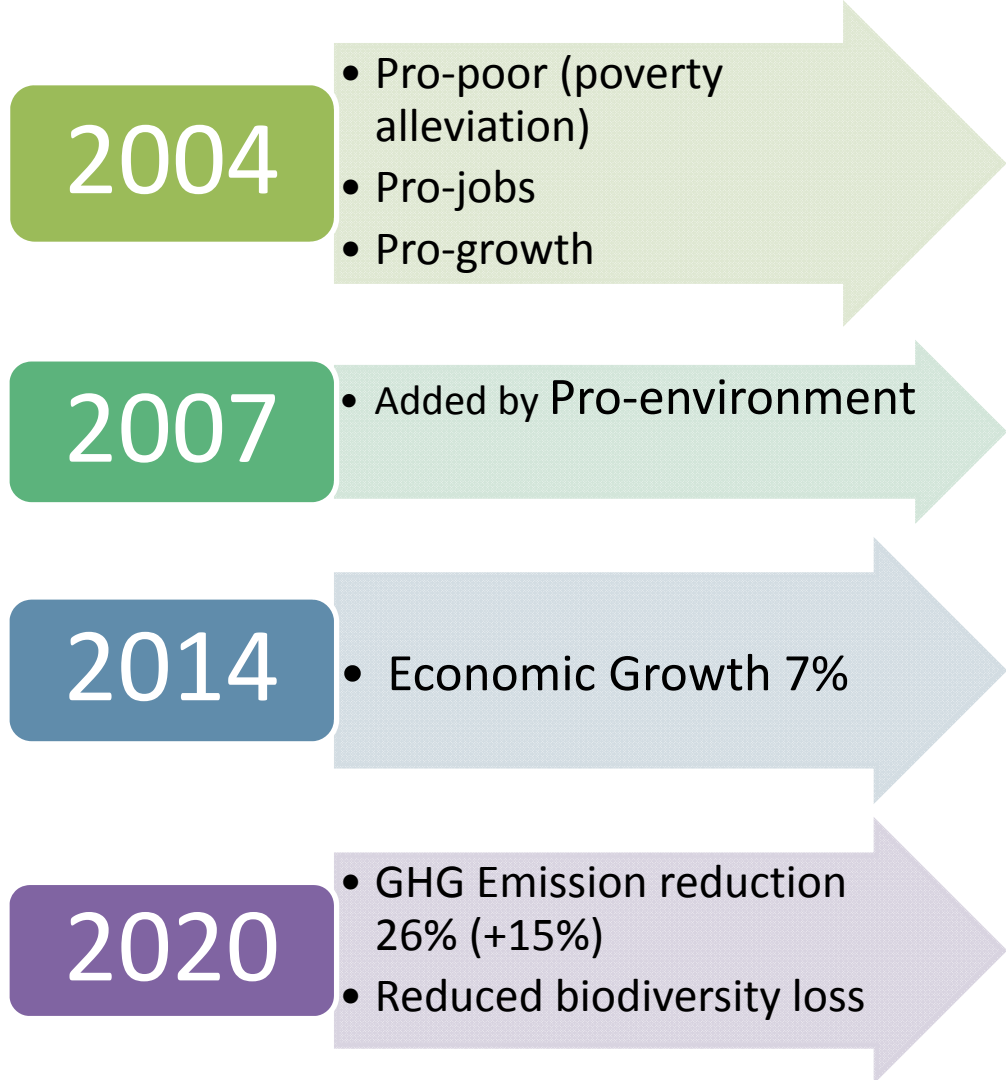 2004
• Pro-poor (poverty
alleviation)
• Pro-jobs
• Pro-growth
2007
• Added by Pro-environment
2014
• Economic Growth 7%
2020
• GHG Emission reduction
26% (+15%)
• Reduced biodiversity loss